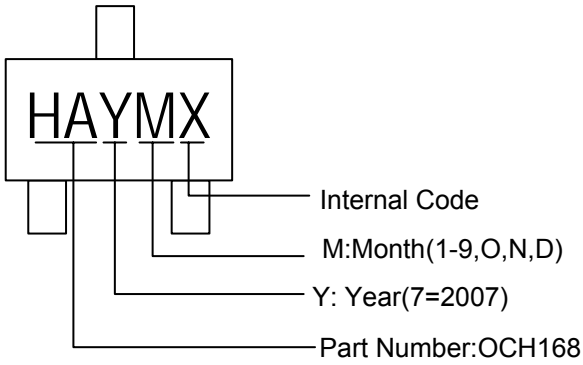 HAYMX
Internal Code
M:Month(1-9,O,N,D)
Y: Year(7=2007)
Part Number:OCH168